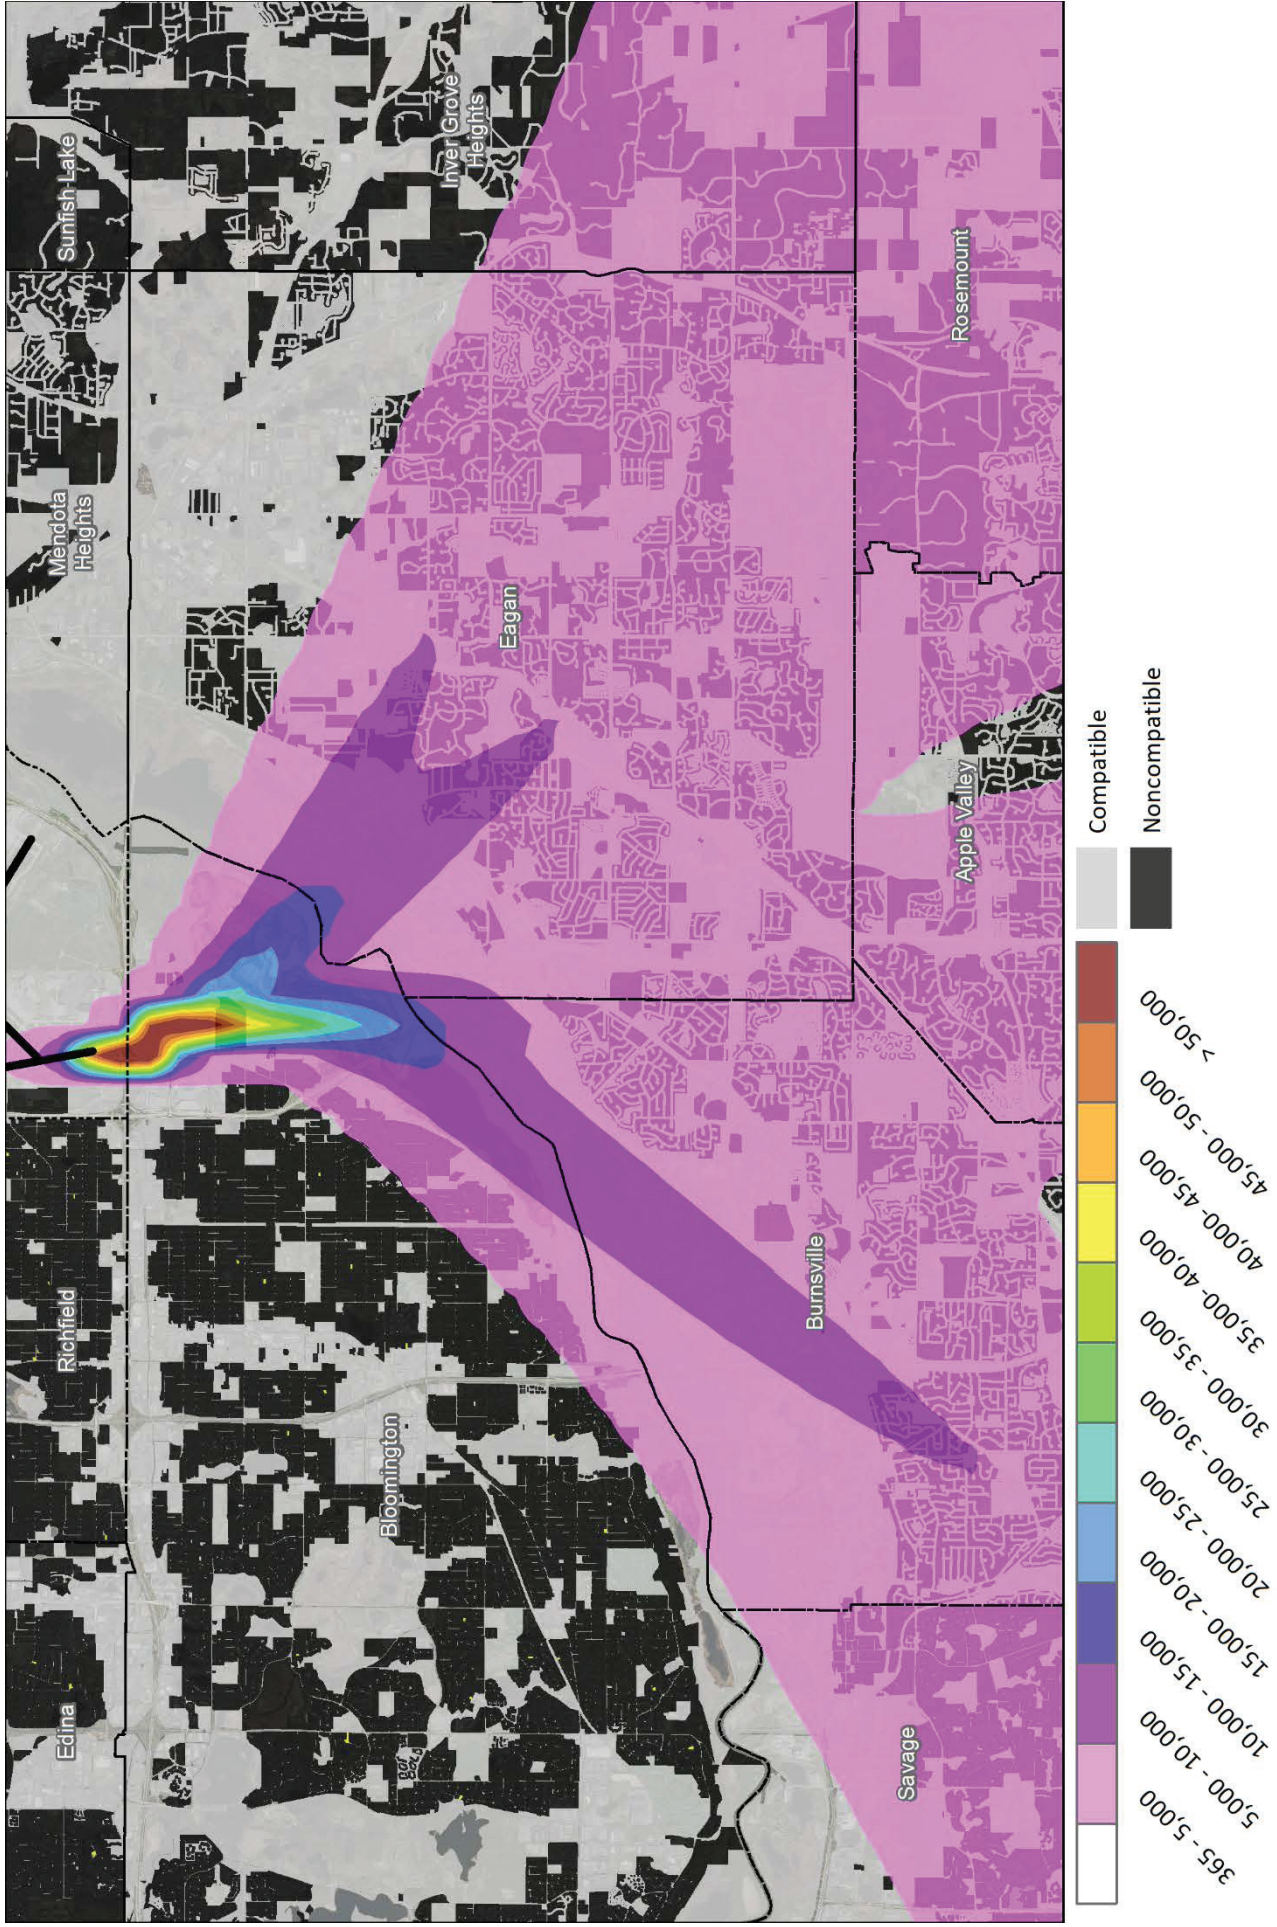 Edina
Richfield
Mendota
Heights
Sunfish Lake
Bloomington
Inver Grove
Heights
Eagan
Savage
Burnsville
Apple Valley
Rosemount
365 - 5,000
5,000 - 10,000
10,000 - 15,000
15,000 - 20,000
20,000 - 25,000
25,000 - 30,000
30,000 - 35,000
35,000- 40,000
40,000-45,000
45,000 - 50,000
> 50,000
Compatible
Noncompatible